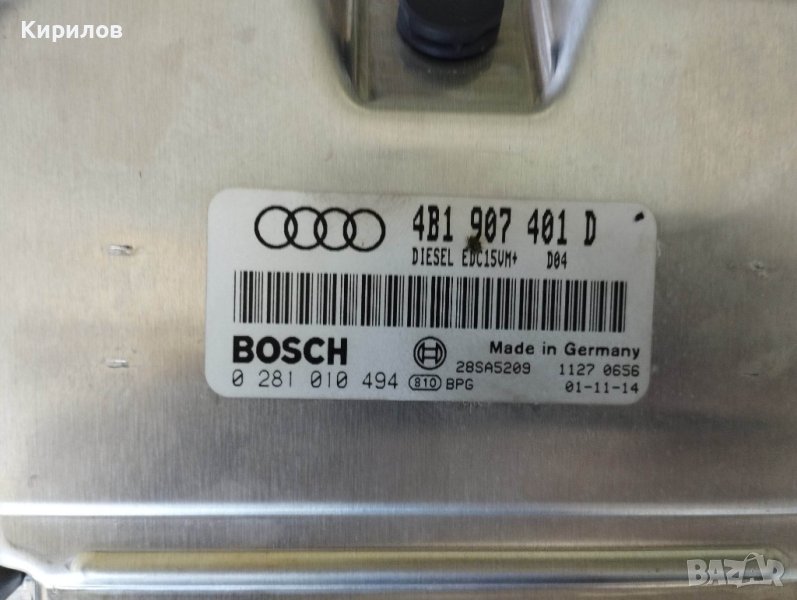 Кирилов
4B1 907 401 D
DIESEL EDC15VM+ D04
BOSCH
Made in Germany
28SA5209 1127 0656
0 281 010 494 810 BPG 01-11-14
BAZAR